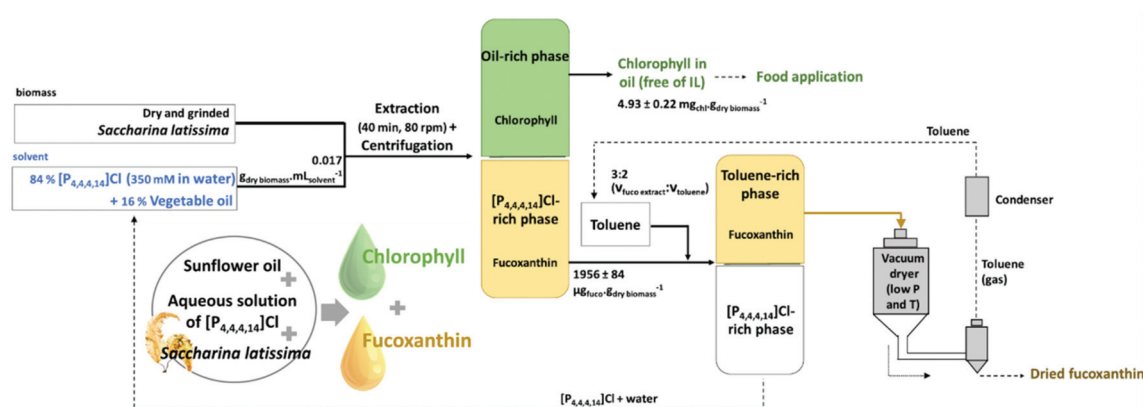 biomass
Dry and grinded
Saccharina latissima
solvent
84 % [P4,4,4,14]Cl (350 mM in water)
+ 16 % Vegetable oil
0.017
gdry biomass.mLsolvent-1
Extraction
(40 min, 80 rpm) +
Centrifugation
Oil-rich phase
Chlorophyll
[P4,4,4,14]Cl-
rich phase
Fucoxanthin
Chlorophyll in
oil (free of IL)
4.93 ± 0.22 mgchl.gdry biomass-1
Food application
Toluene
3:2
(Vfuco extract:Vtoluene)
Toluene
1956 ± 84
µgfuco.gdry biomass-1
Toluene-rich
phase
Fucoxanthin
[P4,4,4,14]Cl-
rich phase
Condenser
Vacuum
dryer
(low P
and T)
Toluene
(gas)
Dried fucoxanthin
[P4,4,4,14]Cl + water
Sunflower oil
+
Aqueous solution
of [P4,4,4,14]Cl
+
Saccharina latissima
Chlorophyll
+
Fucoxanthin